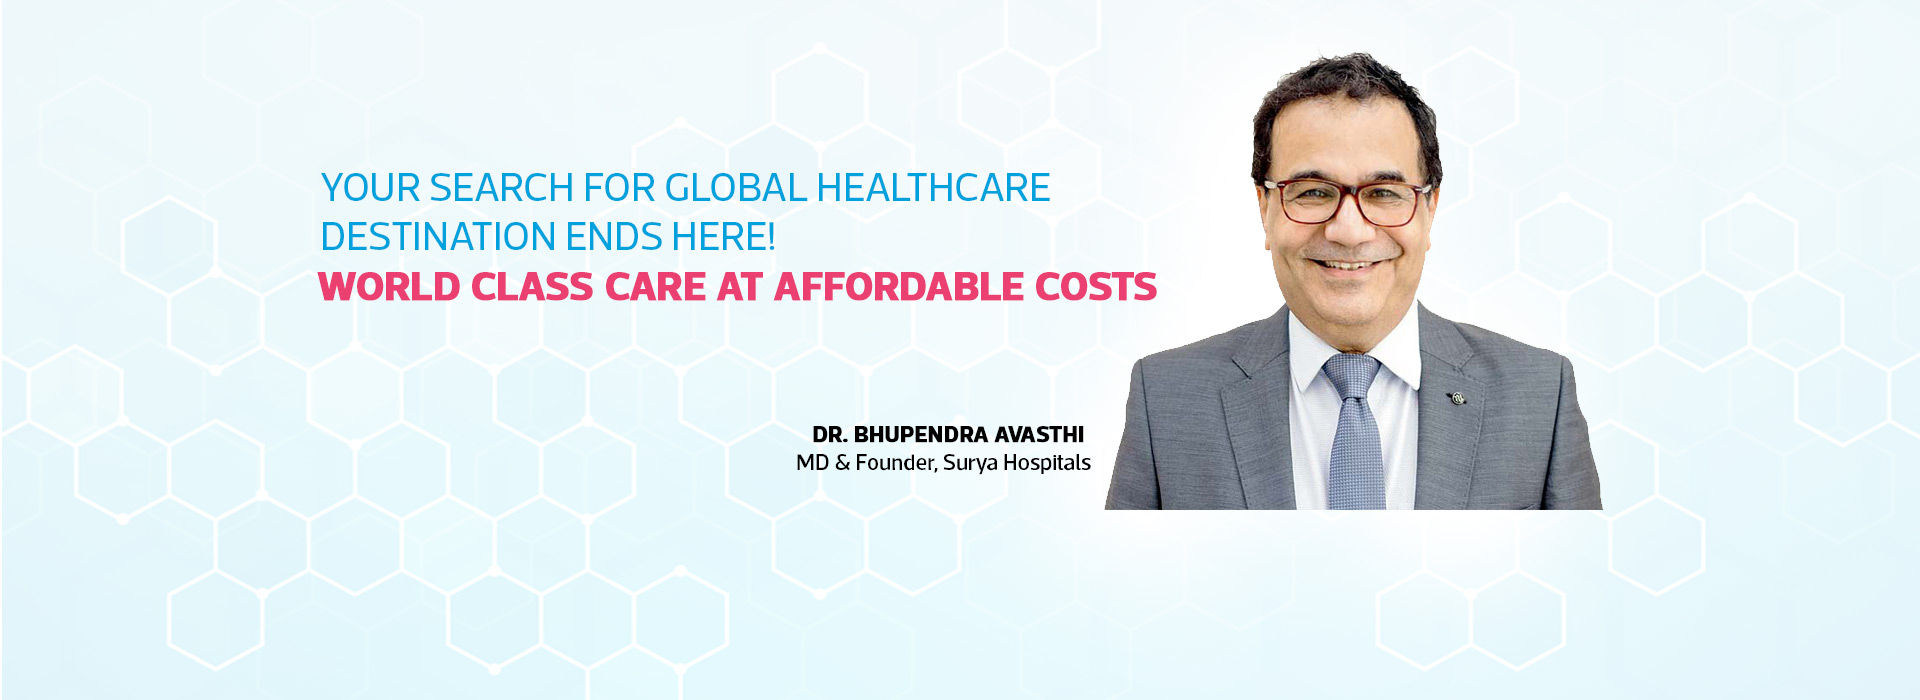 YOUR SEARCH FOR GLOBAL HEALTHCARE
DESTINATION ENDS HERE!
WORLD CLASS CARE AT AFFORDABLE COSTS
DR. BHUPENDRA AVASTHI
MD & Founder, Surya Hospitals